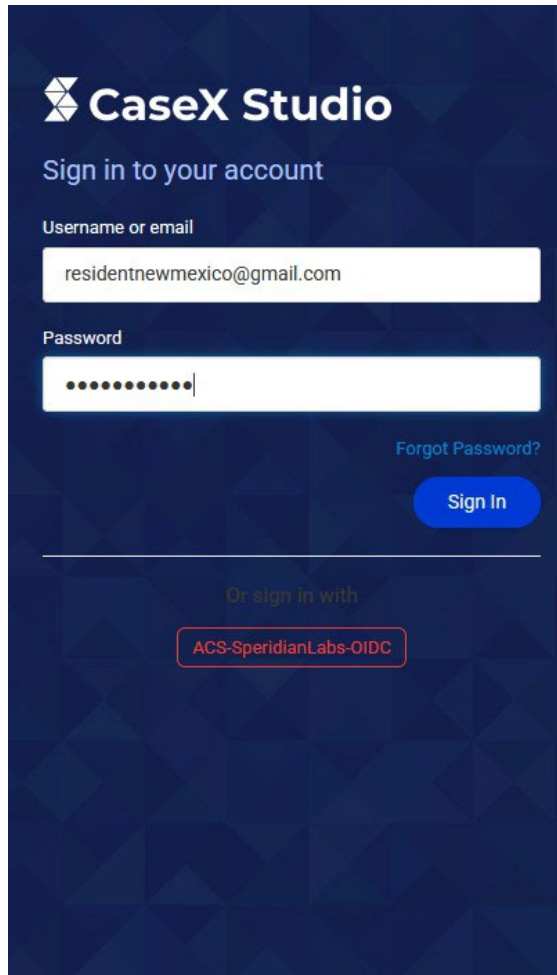 CaseX Studio
Sign in to your account
Username or email
residentnewmexico@gmail.com
Password
•••••••••••
Forgot Password?
Sign In
Or sign in with
ACS-SperidianLabs-OIDC